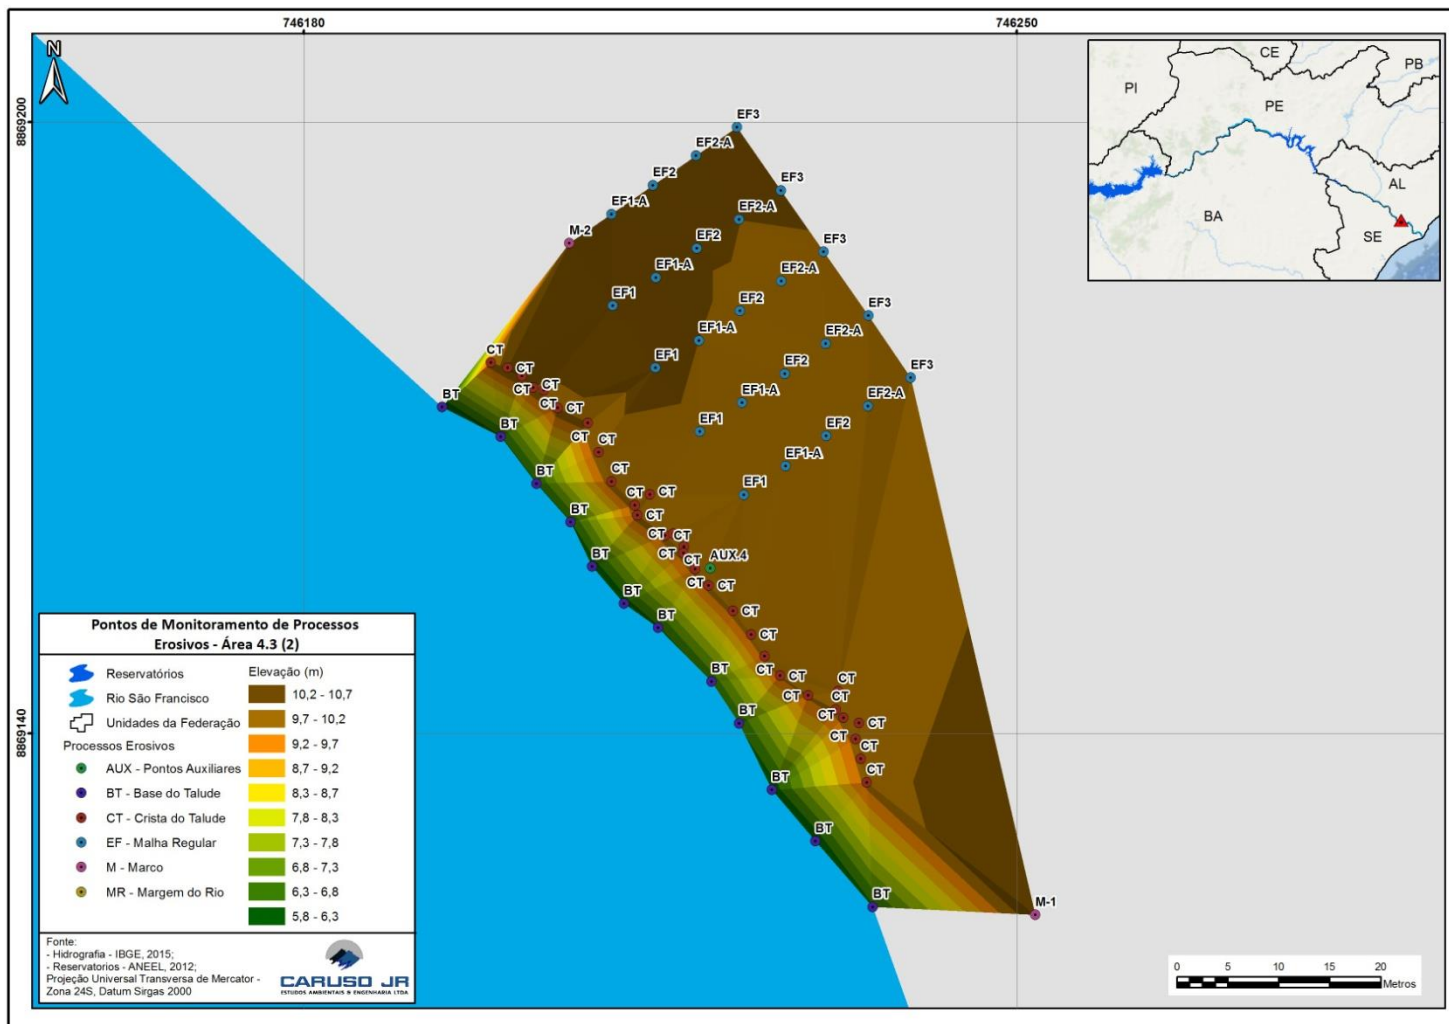 746180
746250
N
8869200
8869140
CE
PB
PI
PE
AL
BA
SE
EF3
EF2-A
EF2
EF3
EF1-A
EF2-A
M-2
EF2
EF3
EF1-A
EF2-A
EF1
EF2
EF3
EF1-A
EF2-A
CT
EF1
EF2
EF3
CT
CT
CT
EF1-A
EF2-A
BT
CT
CT
EF1
EF2
BT
CT
CT
EF1-A
BT
CT
EF1
CT
CT
CT
BT
CT
CT
CT
CT
AUX.4
BT
CT
CT
BT
CT
BT
CT
CT
CT
BT
CT
CT
CT
CT
BT
CT
CT
BT
CT
BT
BT
M-1
Pontos de Monitoramento de Processos
Erosivos - Área 4.3 (2)
Reservatórios
Rio São Francisco
Unidades da Federação
Processos Erosivos
AUX - Pontos Auxiliares
BT - Base do Talude
CT - Crista do Talude
EF - Malha Regular
M - Marco
MR - Margem do Rio
Elevação (m)
10,2 - 10,7
9,7 - 10,2
9,2 - 9,7
8,7 - 9,2
8,3 - 8,7
7,8 - 8,3
7,3 - 7,8
6,8 - 7,3
6,3 - 6,8
5,8 - 6,3
Fonte:
- Hidrografia - IBGE, 2015;
- Reservatorios - ANEEL, 2012;
Projeção Universal Transversa de Mercator -
Zona 24S, Datum Sirgas 2000
CARUSO JR
ESTUDOS AMBIENTAIS & ENGENHARIA LTDA
0 5 10 15 20
Metros